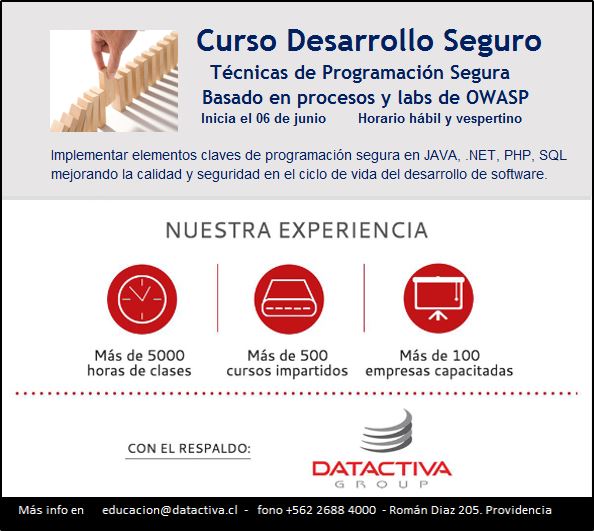 Curso Desarrollo Seguro
Técnicas de Programación Segura
Basado en procesos y labs de OWASP
Inicia el 06 de junio Horario hábil y vespertino
Implementar elementos claves de programación segura en JAVA, .NET, PHP, SQL
mejorando la calidad y seguridad en el ciclo de vida del desarrollo de software.
NUESTRA EXPERIENCIA
Más de 5000
horas de clases
Más de 500
cursos impartidos
Más de 100
empresas capacitadas
CON EL RESPALDO:
DATACTIVA
GROUP
Más info en educacion@datactiva.cl - fono +562 2688 4000 - Román Diaz 205. Providencia